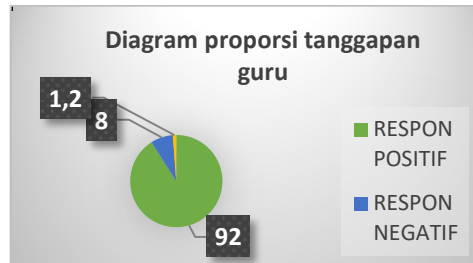 Diagram proporsi tanggapan
guru
1,2
8
92
RESPON
POSITIF
RESPON
NEGATIF